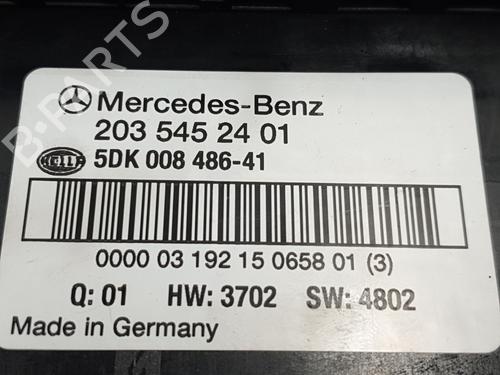 Mercedes-Benz
203 545 24 01
HELLA 5DK 008 486-41
0000 03 192 15 0658 01 (3)
Q: 01 HW: 3702 SW: 4802
Made in Germany
B-PARTS